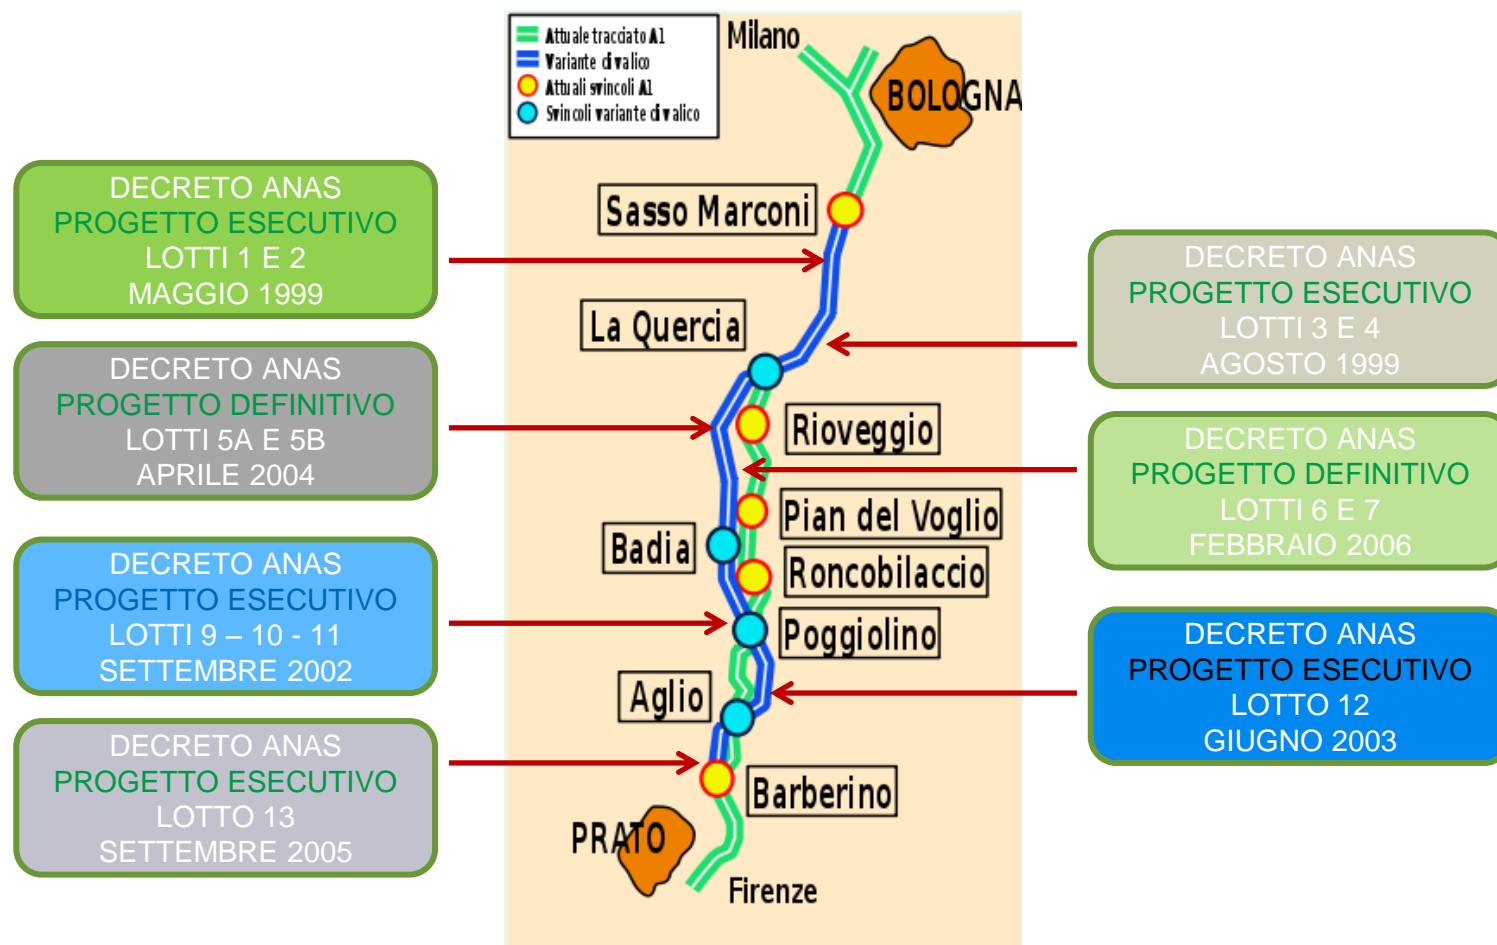 Attuale tracciato A1
Variante di valico
Attuali svincoli A1
Svincoli variante di valico
Milano
BOLOGNA
Sasso Marconi
La Quercia
Rioveggio
Pian del Voglio
Badia
Roncobilaccio
Poggiolino
Aglio
Barberino
PRATO
Firenze
DECRETO ANAS
PROGETTO ESECUTIVO
LOTTI 1 E 2
MAGGIO 1999
DECRETO ANAS
PROGETTO DEFINITIVO
LOTTI 5A E 5B
APRILE 2004
DECRETO ANAS
PROGETTO ESECUTIVO
LOTTI 9 – 10 - 11
SETTEMBRE 2002
DECRETO ANAS
PROGETTO ESECUTIVO
LOTTO 13
SETTEMBRE 2005
DECRETO ANAS
PROGETTO ESECUTIVO
LOTTI 3 E 4
AGOSTO 1999
DECRETO ANAS
PROGETTO DEFINITIVO
LOTTI 6 E 7
FEBBRAIO 2006
DECRETO ANAS
PROGETTO ESECUTIVO
LOTTO 12
GIUGNO 2003